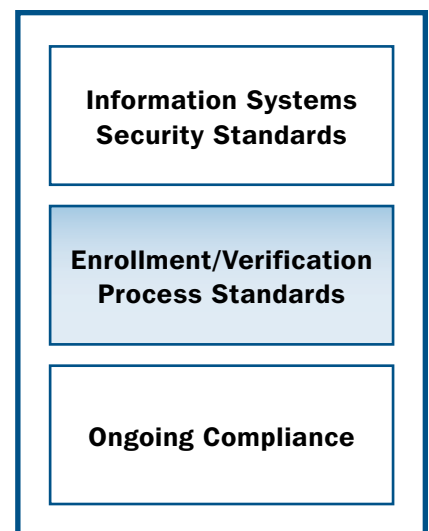 Information Systems
Security Standards
Enrollment/Verification
Process Standards
Ongoing Compliance